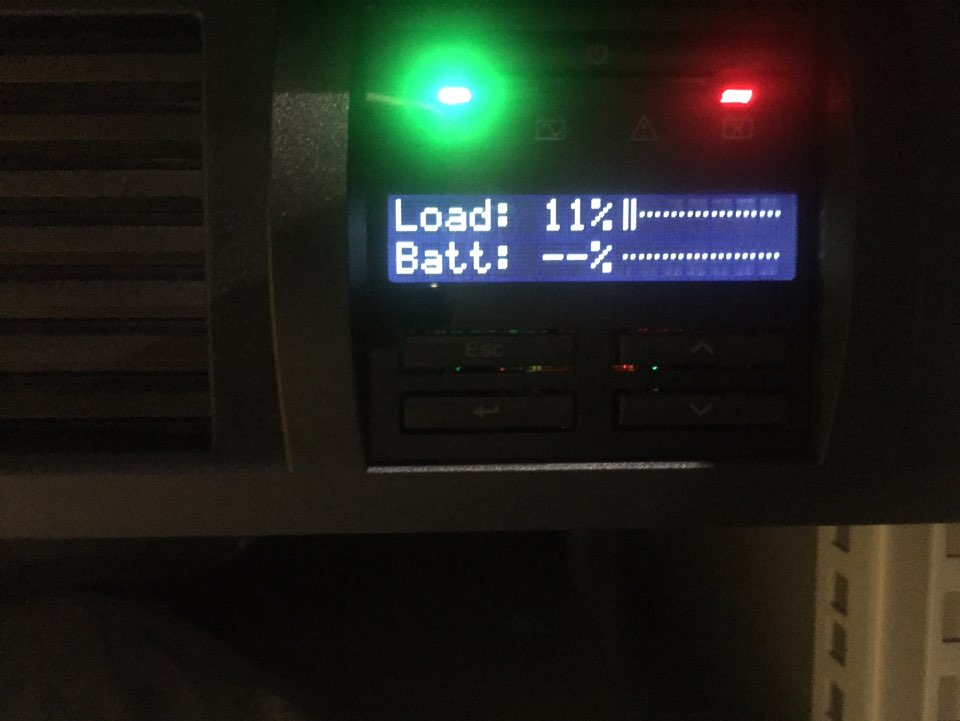 Load: 11%
Batt: --%
Esc